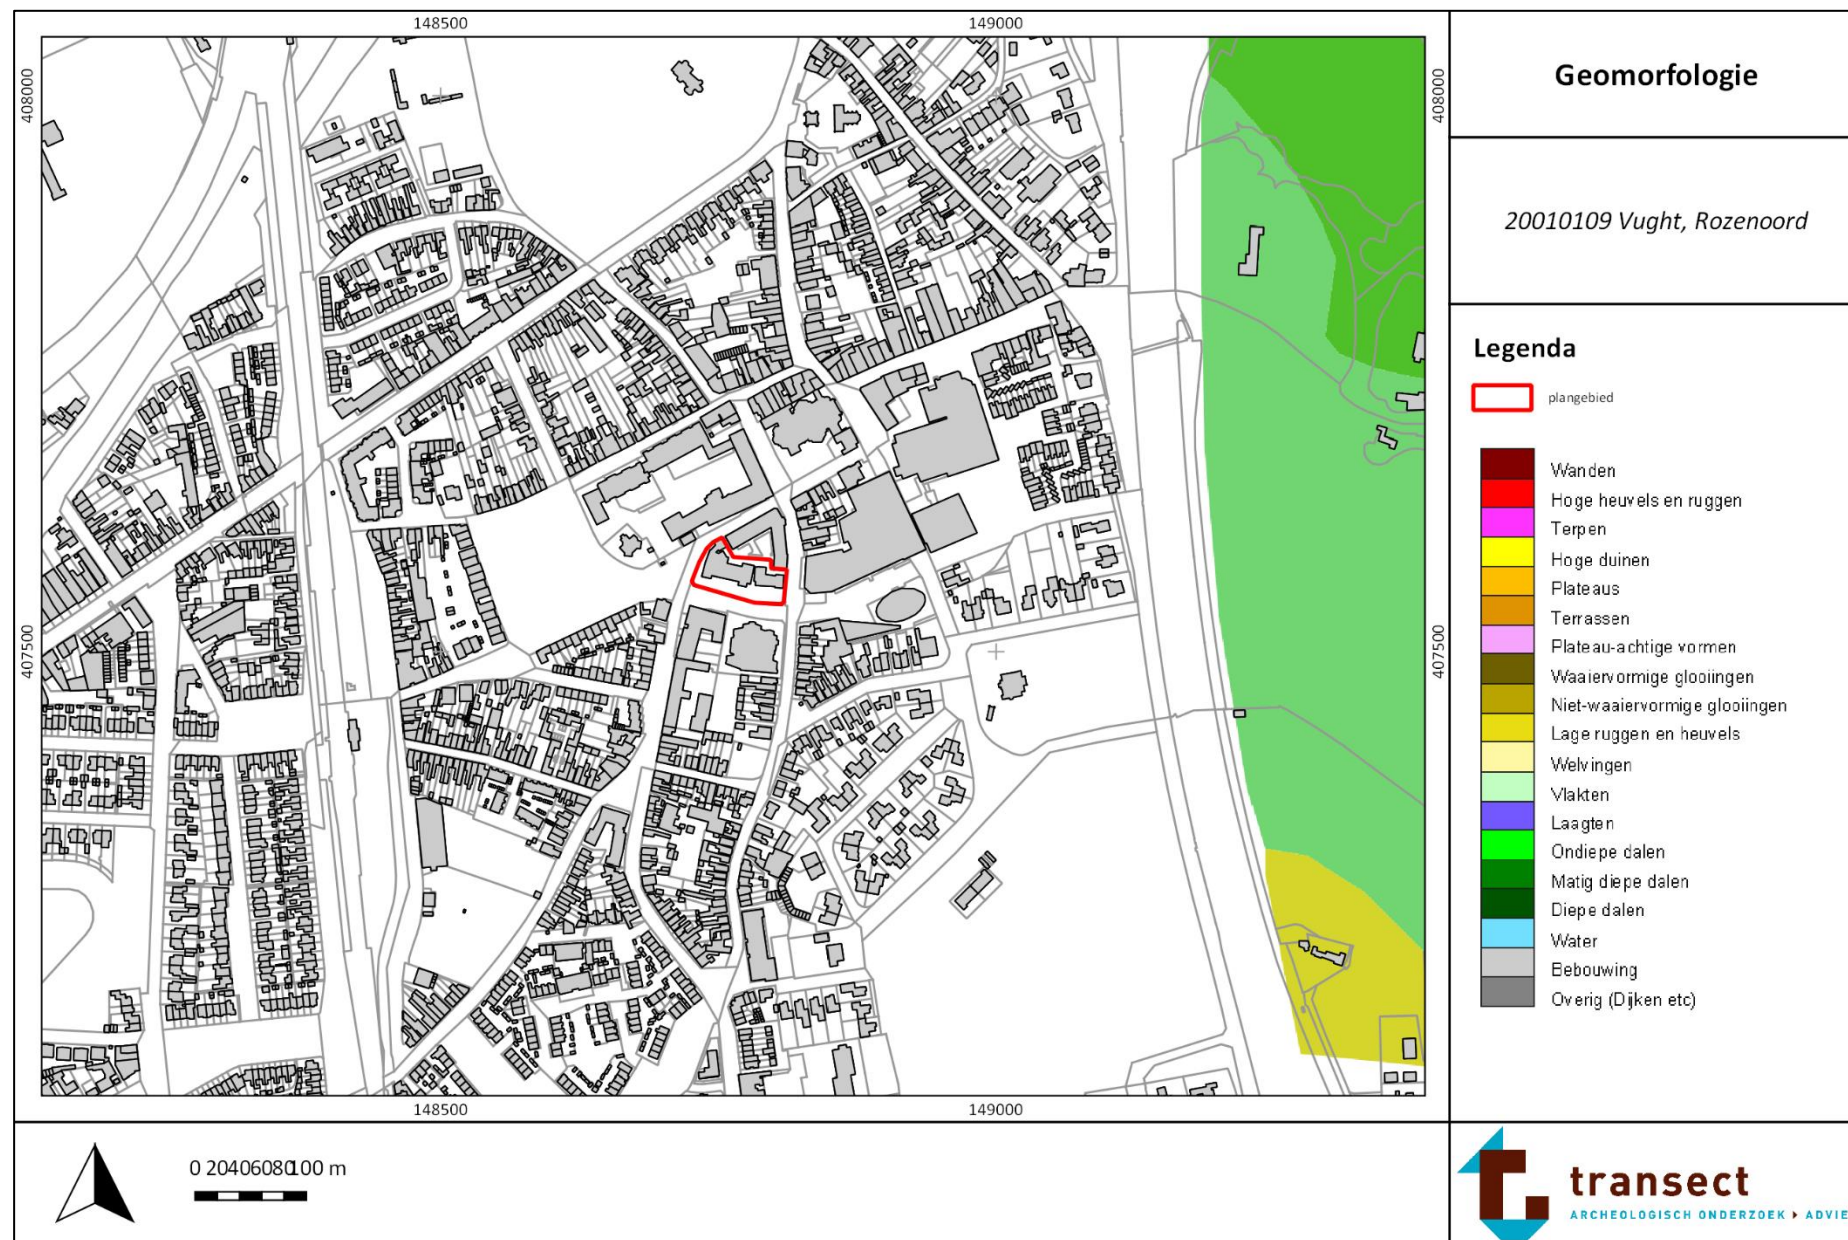 148500
149000
408000
408000
407500
407500
148500
149000
Geomorfologie
20010109 Vught, Rozenoord
Legenda
plangebied
Wanden
Hoge heuvels en ruggen
Terpen
Hoge duinen
Plateaus
Terrassen
Plateau-achtige vormen
Waaiervormige glooiingen
Niet-waaiervormige glooiingen
Lage ruggen en heuvels
Welvingen
Vlakten
Laagten
Ondiepe dalen
Matig diepe dalen
Diepe dalen
Water
Bebouwing
Overig (Dijken etc)
0 20406080100 m
transect
ARCHEOLOGISCH ONDERZOEK ADVIE